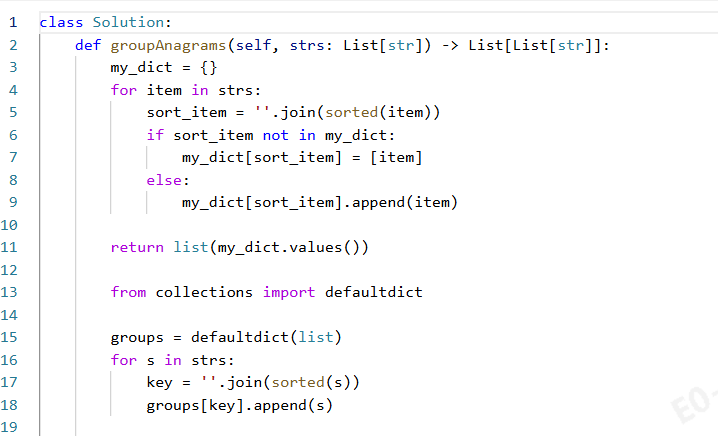 1 class Solution:
2     def groupAnagrams(self, strs: List[str]) -> List[List[str]]:
3         my_dict = {}
4         for item in strs:
5             sort_item = ''.join(sorted(item))
6             if sort_item not in my_dict:
7                 my_dict[sort_item] = [item]
8             else:
9                 my_dict[sort_item].append(item)
10
11         return list(my_dict.values())
12
13         from collections import defaultdict
14
15         groups = defaultdict(list)
16         for s in strs:
17             key = ''.join(sorted(s))
18             groups[key].append(s)
19
E0-